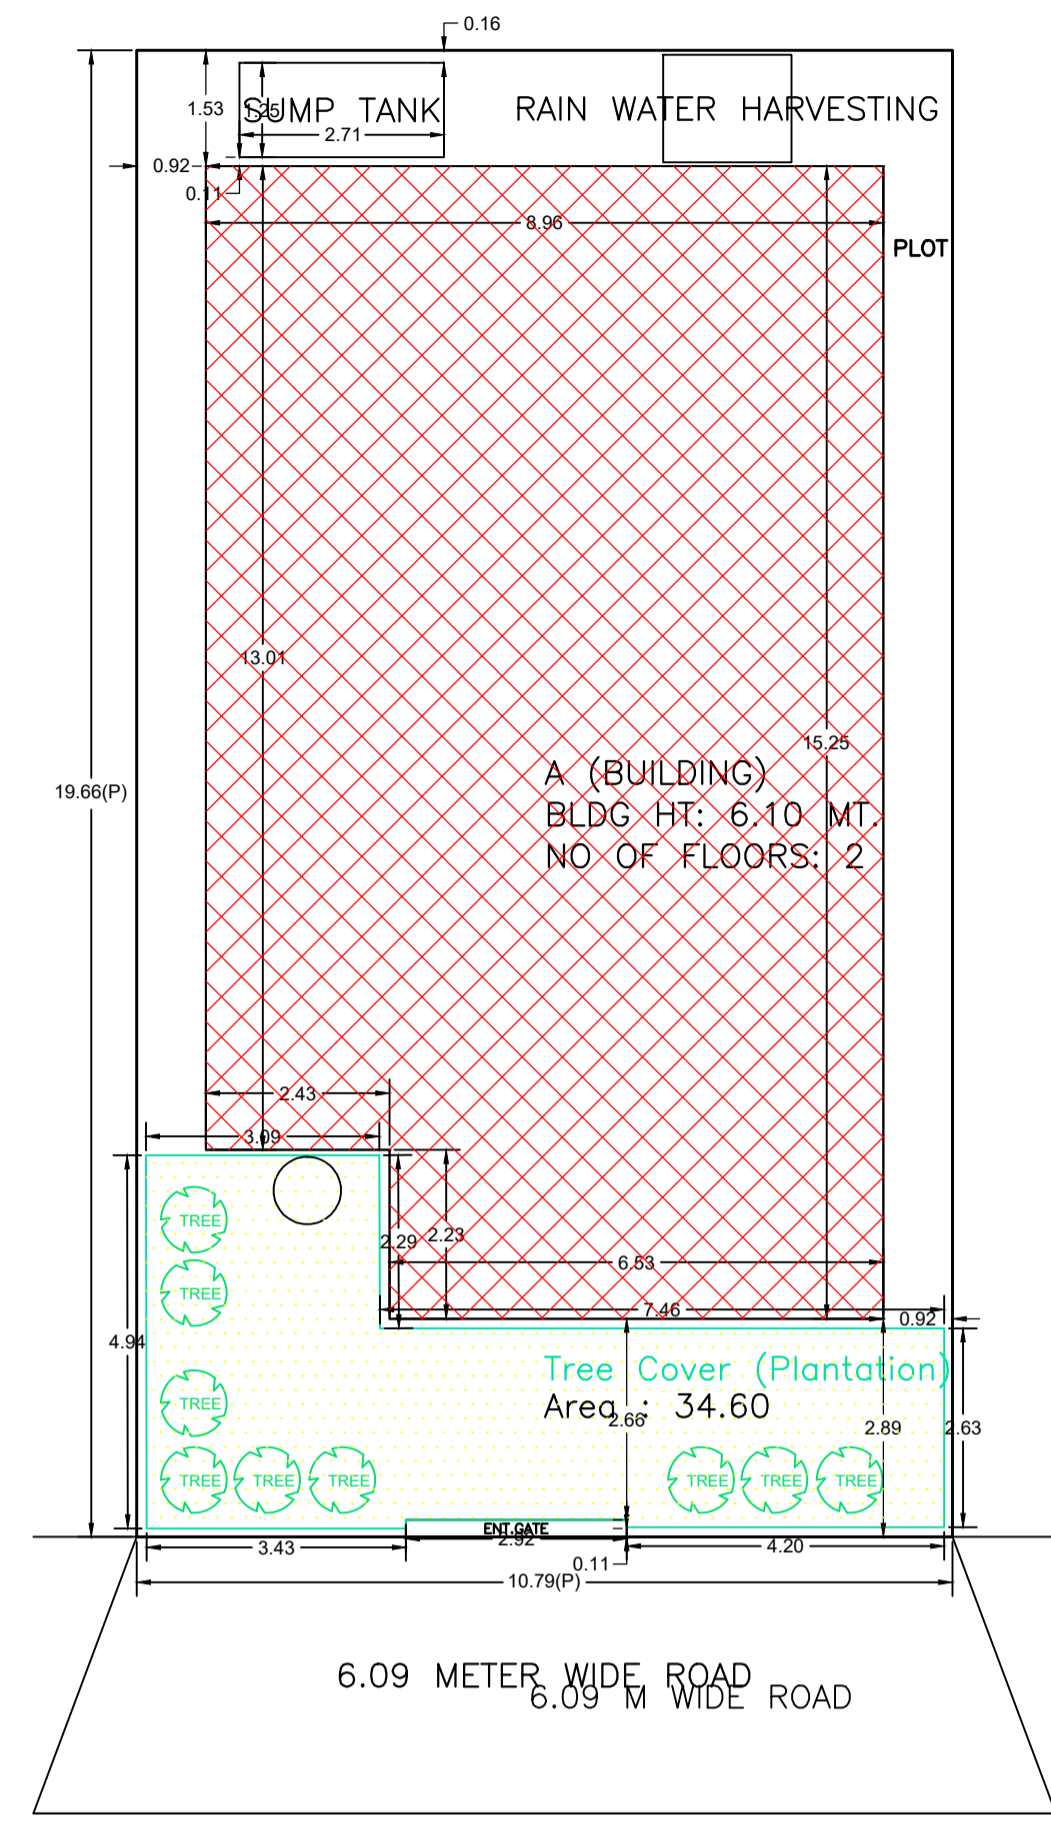 0.16
1.53
1.25
SUMP TANK
RAIN WATER HARVESTING
2.71
0.92
0.11
8.96
PLOT
13.01
15.25
19.66(P)
A (BUILDING)
BLDG HT: 6.10 MT.
NO OF FLOORS: 2
2.43
3.09
TREE
2.29
2.23
6.53
TREE
7.46
0.92
4.94
Tree Cover (Plantation)
TREE
Area : 34.60
2.66
2.89
2.63
TREE TREE TREE
TREE TREE TREE
ENT.GATE
2.92
3.43
4.20
0.11
10.79(P)
6.09 METER WIDE ROAD
6.09 M WIDE ROAD